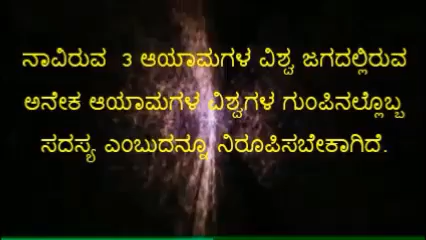 ನಾವಿರುವ 3 ಆಯಾಮಗಳ ವಿಶ್ವ ಜಗದಲ್ಲಿರುವ
ಅನೇಕ ಆಯಾಮಗಳ ವಿಶ್ವಗಳ ಗುಂಪಿನಲ್ಲೊಬ್ಬ
ಸದಸ್ಯ ಎಂಬುದನ್ನೂ ನಿರೂಪಿಸಬೇಕಾಗಿದೆ.